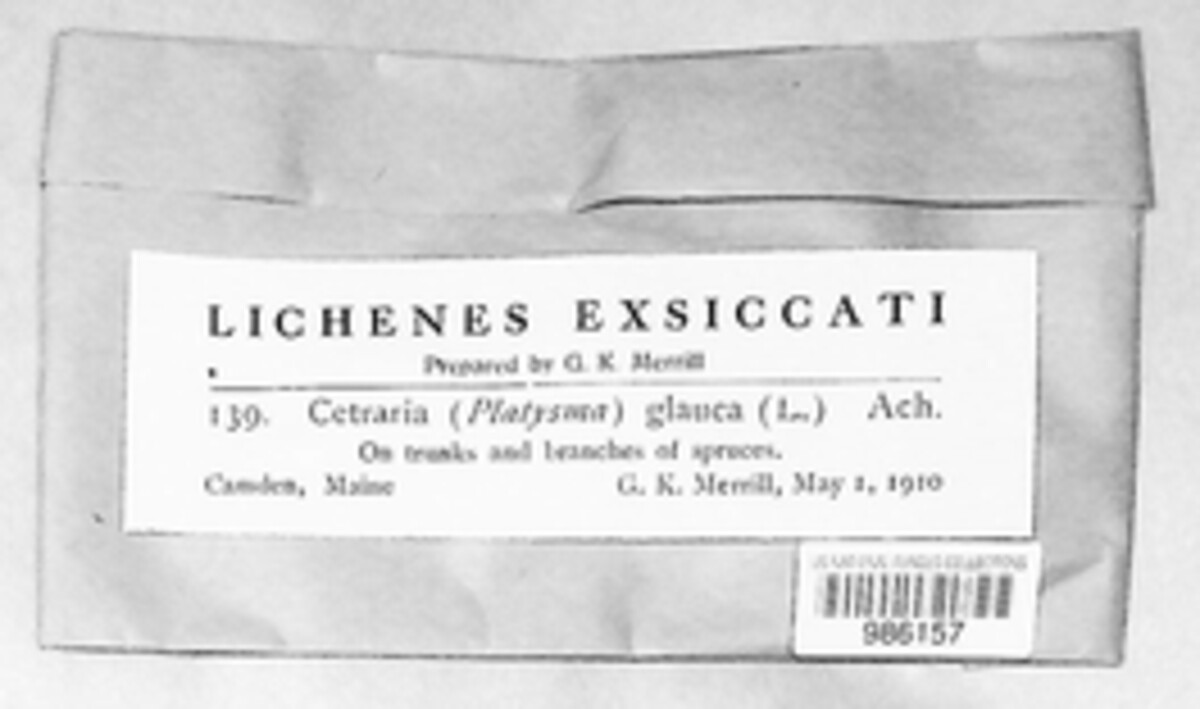 LICHENES EXSICCATI
Prepared by G. K. Merrill
139. Cetraria (Platysma) glauca (L.) Ach.
On trunks and branches of spruces.
Camden, Maine G. K. Merrill, May 1, 1910
986157